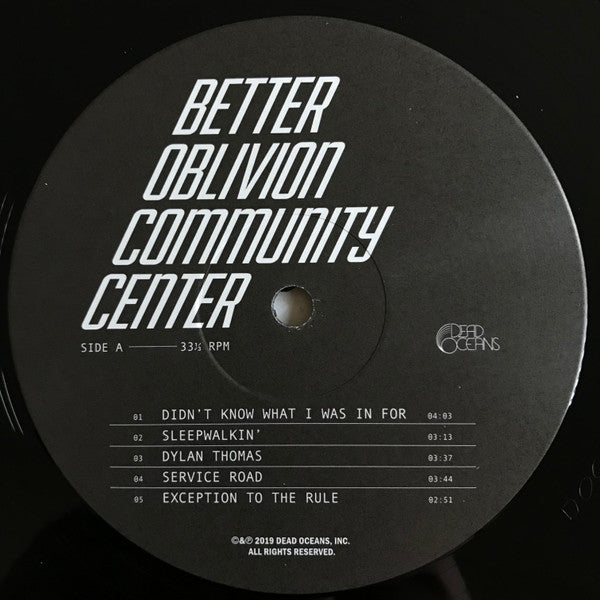 BETTER
OBLIVION
COMMUNITY
CENTER
SIDE A 33⅓ RPM
DEAD
OCEANS
01 DIDN'T KNOW WHAT I WAS IN FOR 04:03
02 SLEEPWALKIN' 03:13
03 DYLAN THOMAS 03:37
04 SERVICE ROAD 03:44
05 EXCEPTION TO THE RULE 02:51
©&℗ 2019 DEAD OCEANS, INC.
ALL RIGHTS RESERVED.